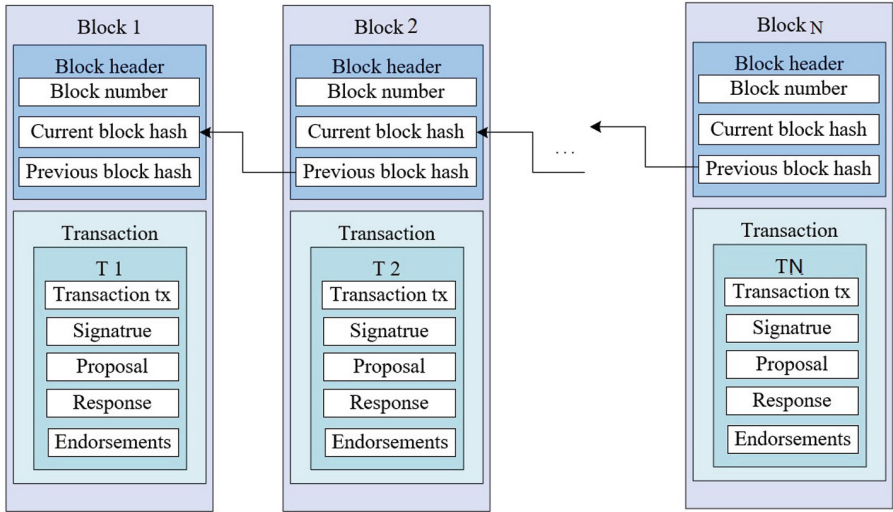 Block 1
Block header
Block number
Current block hash
Previous block hash
Transaction
T 1
Transaction tx
Signatrue
Proposal
Response
Endorsements
Block 2
Block header
Block number
Current block hash
Previous block hash
Transaction
T 2
Transaction tx
Signatrue
Proposal
Response
Endorsements
...
Block N
Block header
Block number
Current block hash
Previous block hash
Transaction
TN
Transaction tx
Signatrue
Proposal
Response
Endorsements